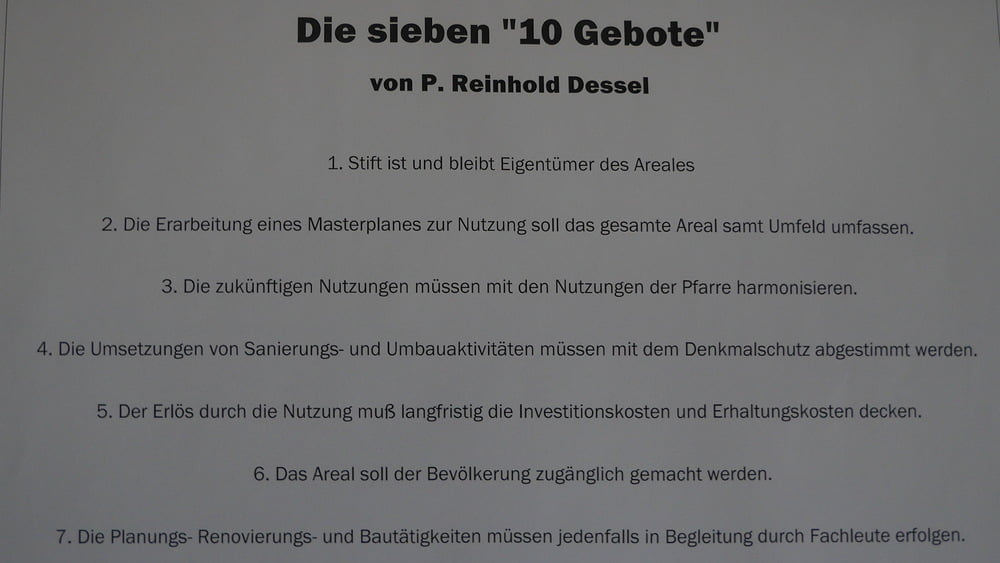 Die sieben "10 Gebote"
von P. Reinhold Dessel
1. Stift ist und bleibt Eigentümer des Areales
2. Die Erarbeitung eines Masterplanes zur Nutzung soll das gesamte Areal samt Umfeld umfassen.
3. Die zukünftigen Nutzungen müssen mit den Nutzungen der Pfarre harmonisieren.
4. Die Umsetzungen von Sanierungs- und Umbauaktivitäten müssen mit dem Denkmalschutz abgestimmt werden.
5. Der Erlös durch die Nutzung muß langfristig die Investitionskosten und Erhaltungskosten decken.
6. Das Areal soll der Bevölkerung zugänglich gemacht werden.
7. Die Planungs- Renovierungs- und Bautätigkeiten müssen jedenfalls in Begleitung durch Fachleute erfolgen.